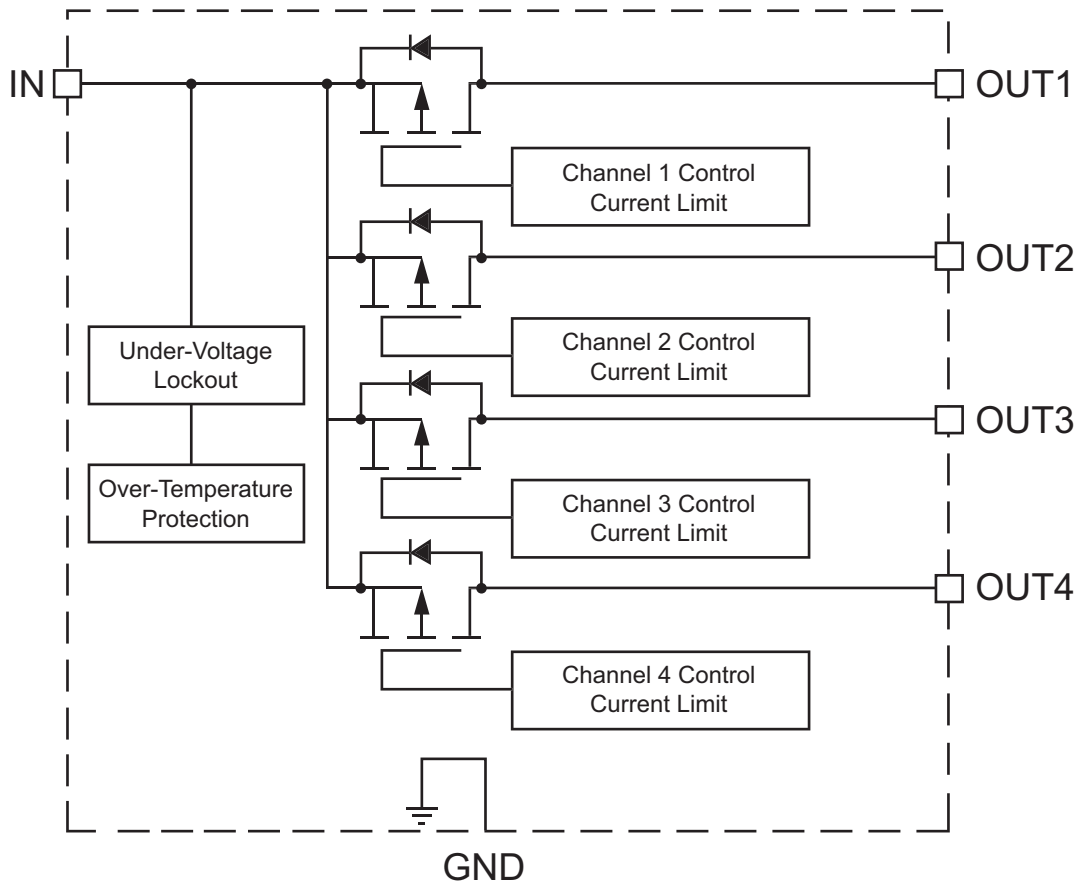 IN
OUT1
Channel 1 Control
Current Limit
OUT2
Under-Voltage
Lockout
Channel 2 Control
Current Limit
OUT3
Over-Temperature
Protection
Channel 3 Control
Current Limit
OUT4
Channel 4 Control
Current Limit
GND